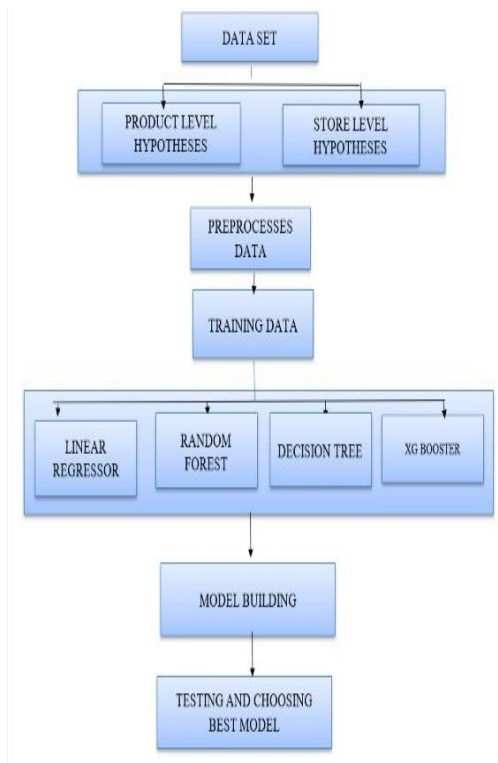 DATA SET
PRODUCT LEVEL
HYPOTHESES
STORE LEVEL
HYPOTHESES
PREPROCESSES
DATA
TRAINING DATA
LINEAR
REGRESSOR
RANDOM
FOREST
DECISION TREE
XG BOOSTER
MODEL BUILDING
TESTING AND CHOOSING
BEST MODEL